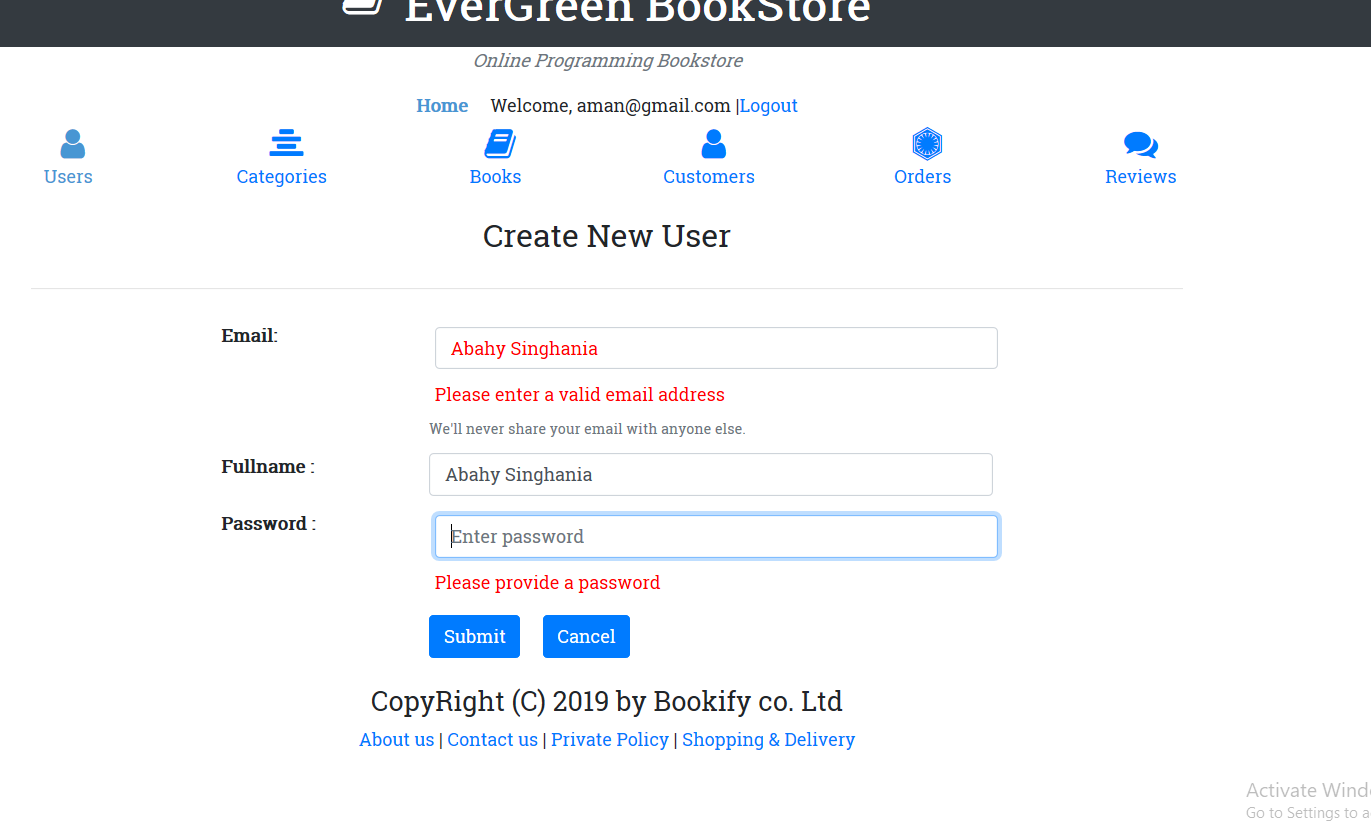 EverGreen BookStore
Online Programming Bookstore
Home Welcome, aman@gmail.com |Logout
Users Categories Books Customers Orders Reviews
Create New User
Email: Abahy Singhania
Please enter a valid email address
We'll never share your email with anyone else.
Fullname : Abahy Singhania
Password : Enter password
Please provide a password
Submit Cancel
CopyRight (C) 2019 by Bookify co. Ltd
About us | Contact us | Private Policy | Shopping & Delivery
Activate Wind
Go to Settings to a